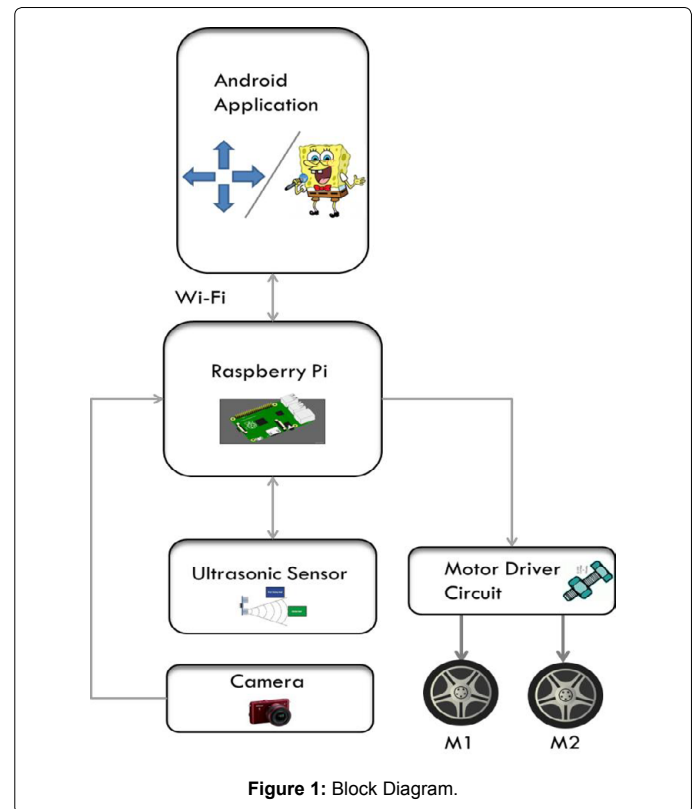 Android
Application
Wi-Fi
Raspberry Pi
Ultrasonic Sensor
Motor Driver
Circuit
Camera
M1
M2
Figure 1: Block Diagram.